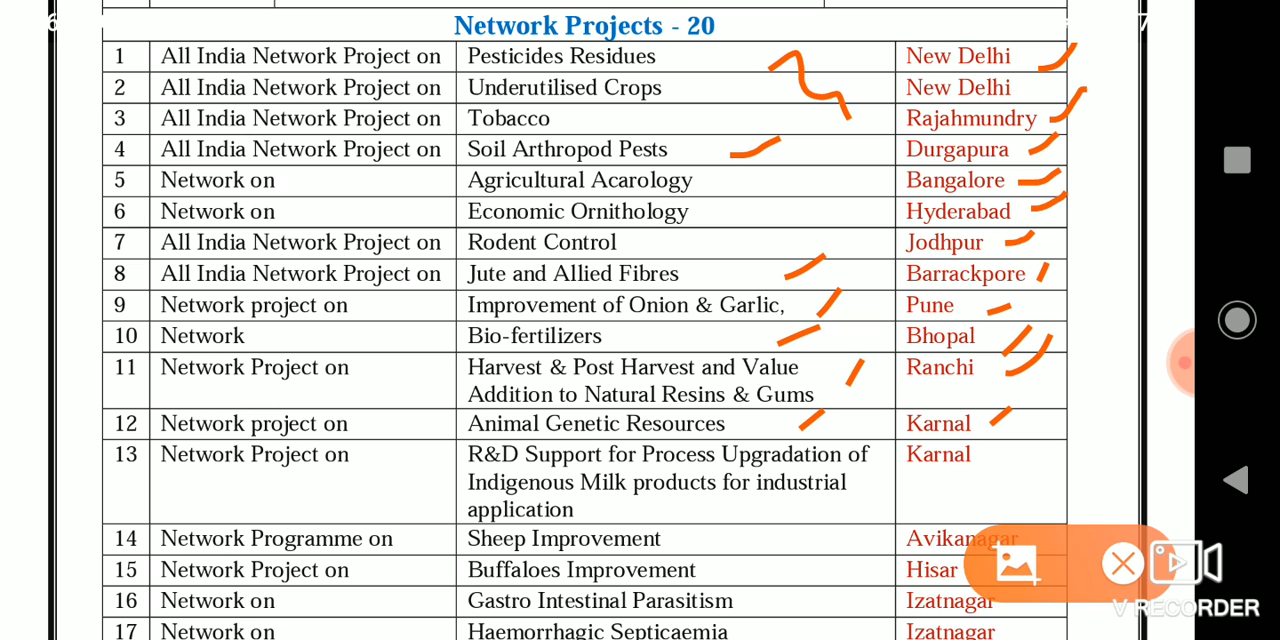 Network Projects - 20
1 All India Network Project on Pesticides Residues New Delhi
2 All India Network Project on Underutilised Crops New Delhi
3 All India Network Project on Tobacco Rajahmundry
4 All India Network Project on Soil Arthropod Pests Durgapura
5 Network on Agricultural Acarology Bangalore
6 Network on Economic Ornithology Hyderabad
7 All India Network Project on Rodent Control Jodhpur
8 All India Network Project on Jute and Allied Fibres Barrackpore
9 Network project on Improvement of Onion & Garlic, Pune
10 Network Bio-fertilizers Bhopal
11 Network Project on Harvest & Post Harvest and Value Ranchi
Addition to Natural Resins & Gums
12 Network project on Animal Genetic Resources Karnal
13 Network Project on R&D Support for Process Upgradation of Karnal
Indigenous Milk products for industrial
application
14 Network Programme on Sheep Improvement Avikanagar
15 Network Project on Buffaloes Improvement Hisar
16 Network on Gastro Intestinal Parasitism Izatnagar
V RECORDER
17 Network on Haemorrhagic Septicaemia Izatnagar